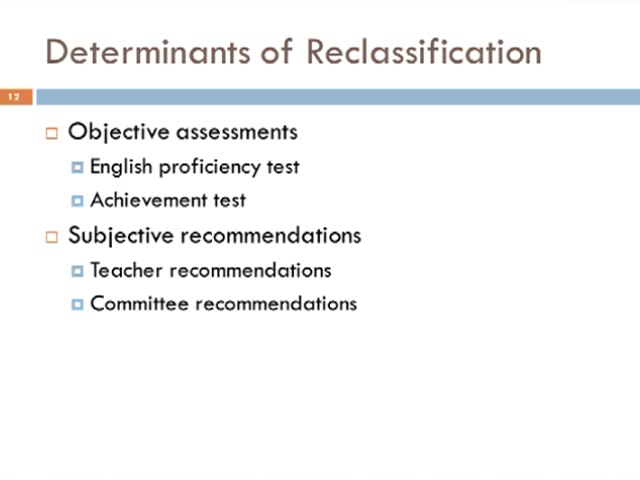 Determinants of Reclassification
12
Objective assessments
English proficiency test
Achievement test
Subjective recommendations
Teacher recommendations
Committee recommendations